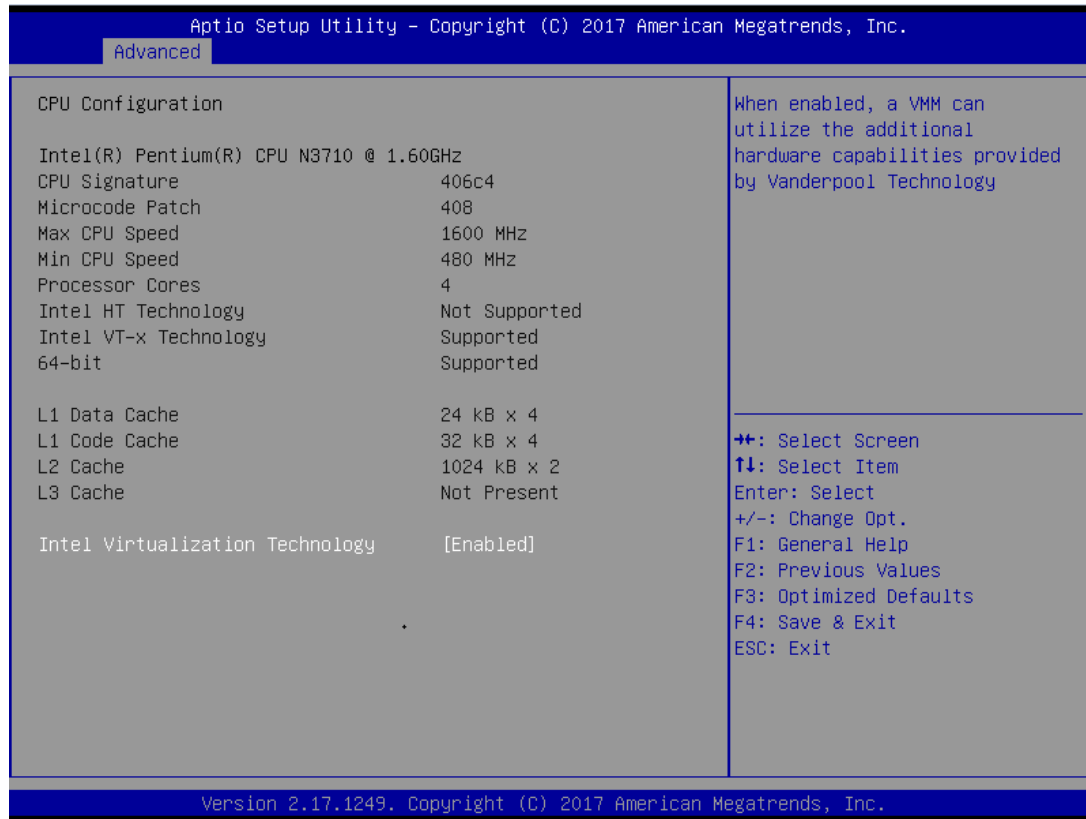 Aptio Setup Utility – Copyright (C) 2017 American Megatrends, Inc.
Advanced
CPU Configuration
Intel(R) Pentium(R) CPU N3710 @ 1.60GHz
CPU Signature 406c4
Microcode Patch 408
Max CPU Speed 1600 MHz
Min CPU Speed 480 MHz
Processor Cores 4
Intel HT Technology Not Supported
Intel VT-x Technology Supported
64-bit Supported
L1 Data Cache 24 kB x 4
L1 Code Cache 32 kB x 4
L2 Cache 1024 kB x 2
L3 Cache Not Present
Intel Virtualization Technology [Enabled]
When enabled, a VMM can
utilize the additional
hardware capabilities provided
by Vanderpool Technology
→←: Select Screen
↑↓: Select Item
Enter: Select
+/-: Change Opt.
F1: General Help
F2: Previous Values
F3: Optimized Defaults
F4: Save & Exit
ESC: Exit
Version 2.17.1249. Copyright (C) 2017 American Megatrends, Inc.